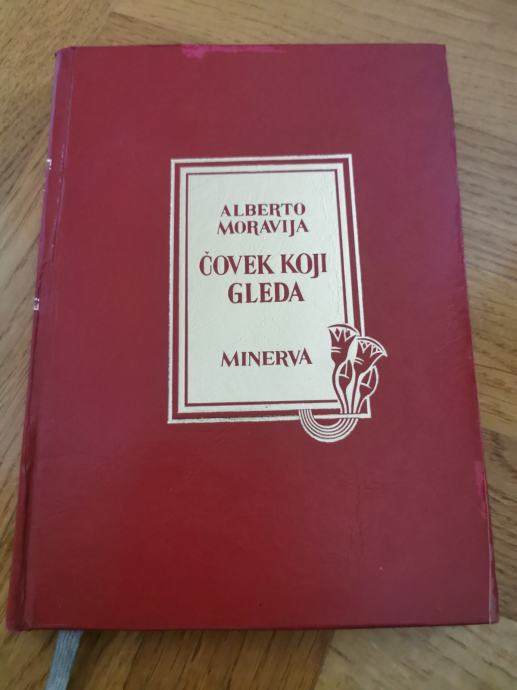 ALBERTO
MORAVIJA
ČOVEK KOJI
GLEDA
MINERVA